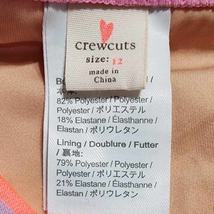 crewcuts
size: 12
made in
China
82% Polyester / Polyester
/ Polyester / ポリエステル
18% Elastane / Élasthanne /
Elastan / ポリウレタン
Lining / Doublure / Futter
/ 裏地:
79% Polyester / Polyester
/ Polyester / ポリエステル
21% Elastane / Élasthanne /
Elastan / ポリウレタン